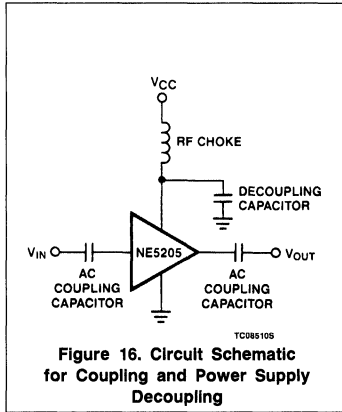 VCC
RF CHOKE
DECOUPLING
CAPACITOR
VIN
NE5205
VOUT
AC
COUPLING
CAPACITOR
AC
COUPLING
CAPACITOR
TC08510S
Figure 16. Circuit Schematic
for Coupling and Power Supply
Decoupling